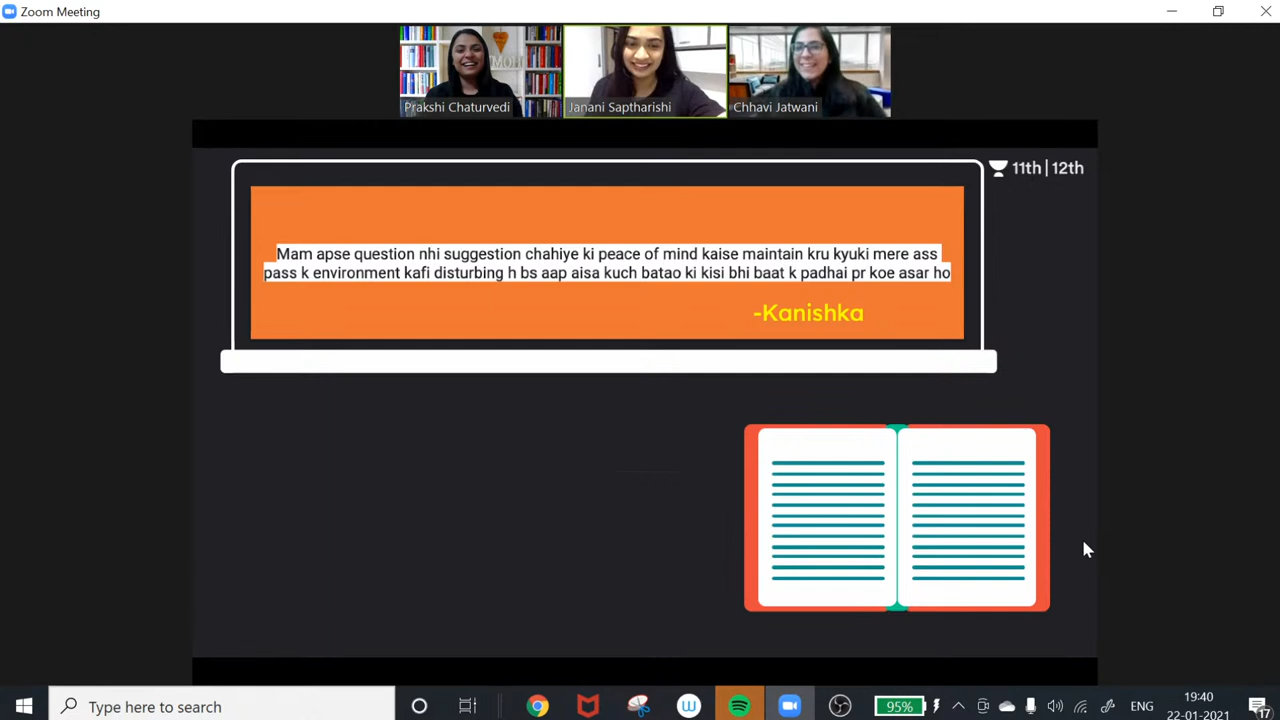 Zoom Meeting
MOH
Prakshi Chaturvedi
Janani Saptharishi
Chhavi Jatwani
11th | 12th
Mam apse question nhi suggestion chahiye ki peace of mind kaise maintain kru kyuki mere ass
pass k environment kafi disturbing h bs aap aisa kuch batao ki kisi bhi baat k padhai pr koe asar ho
-Kanishka
Type here to search
95%
ENG
19:40
22-01-2021
17